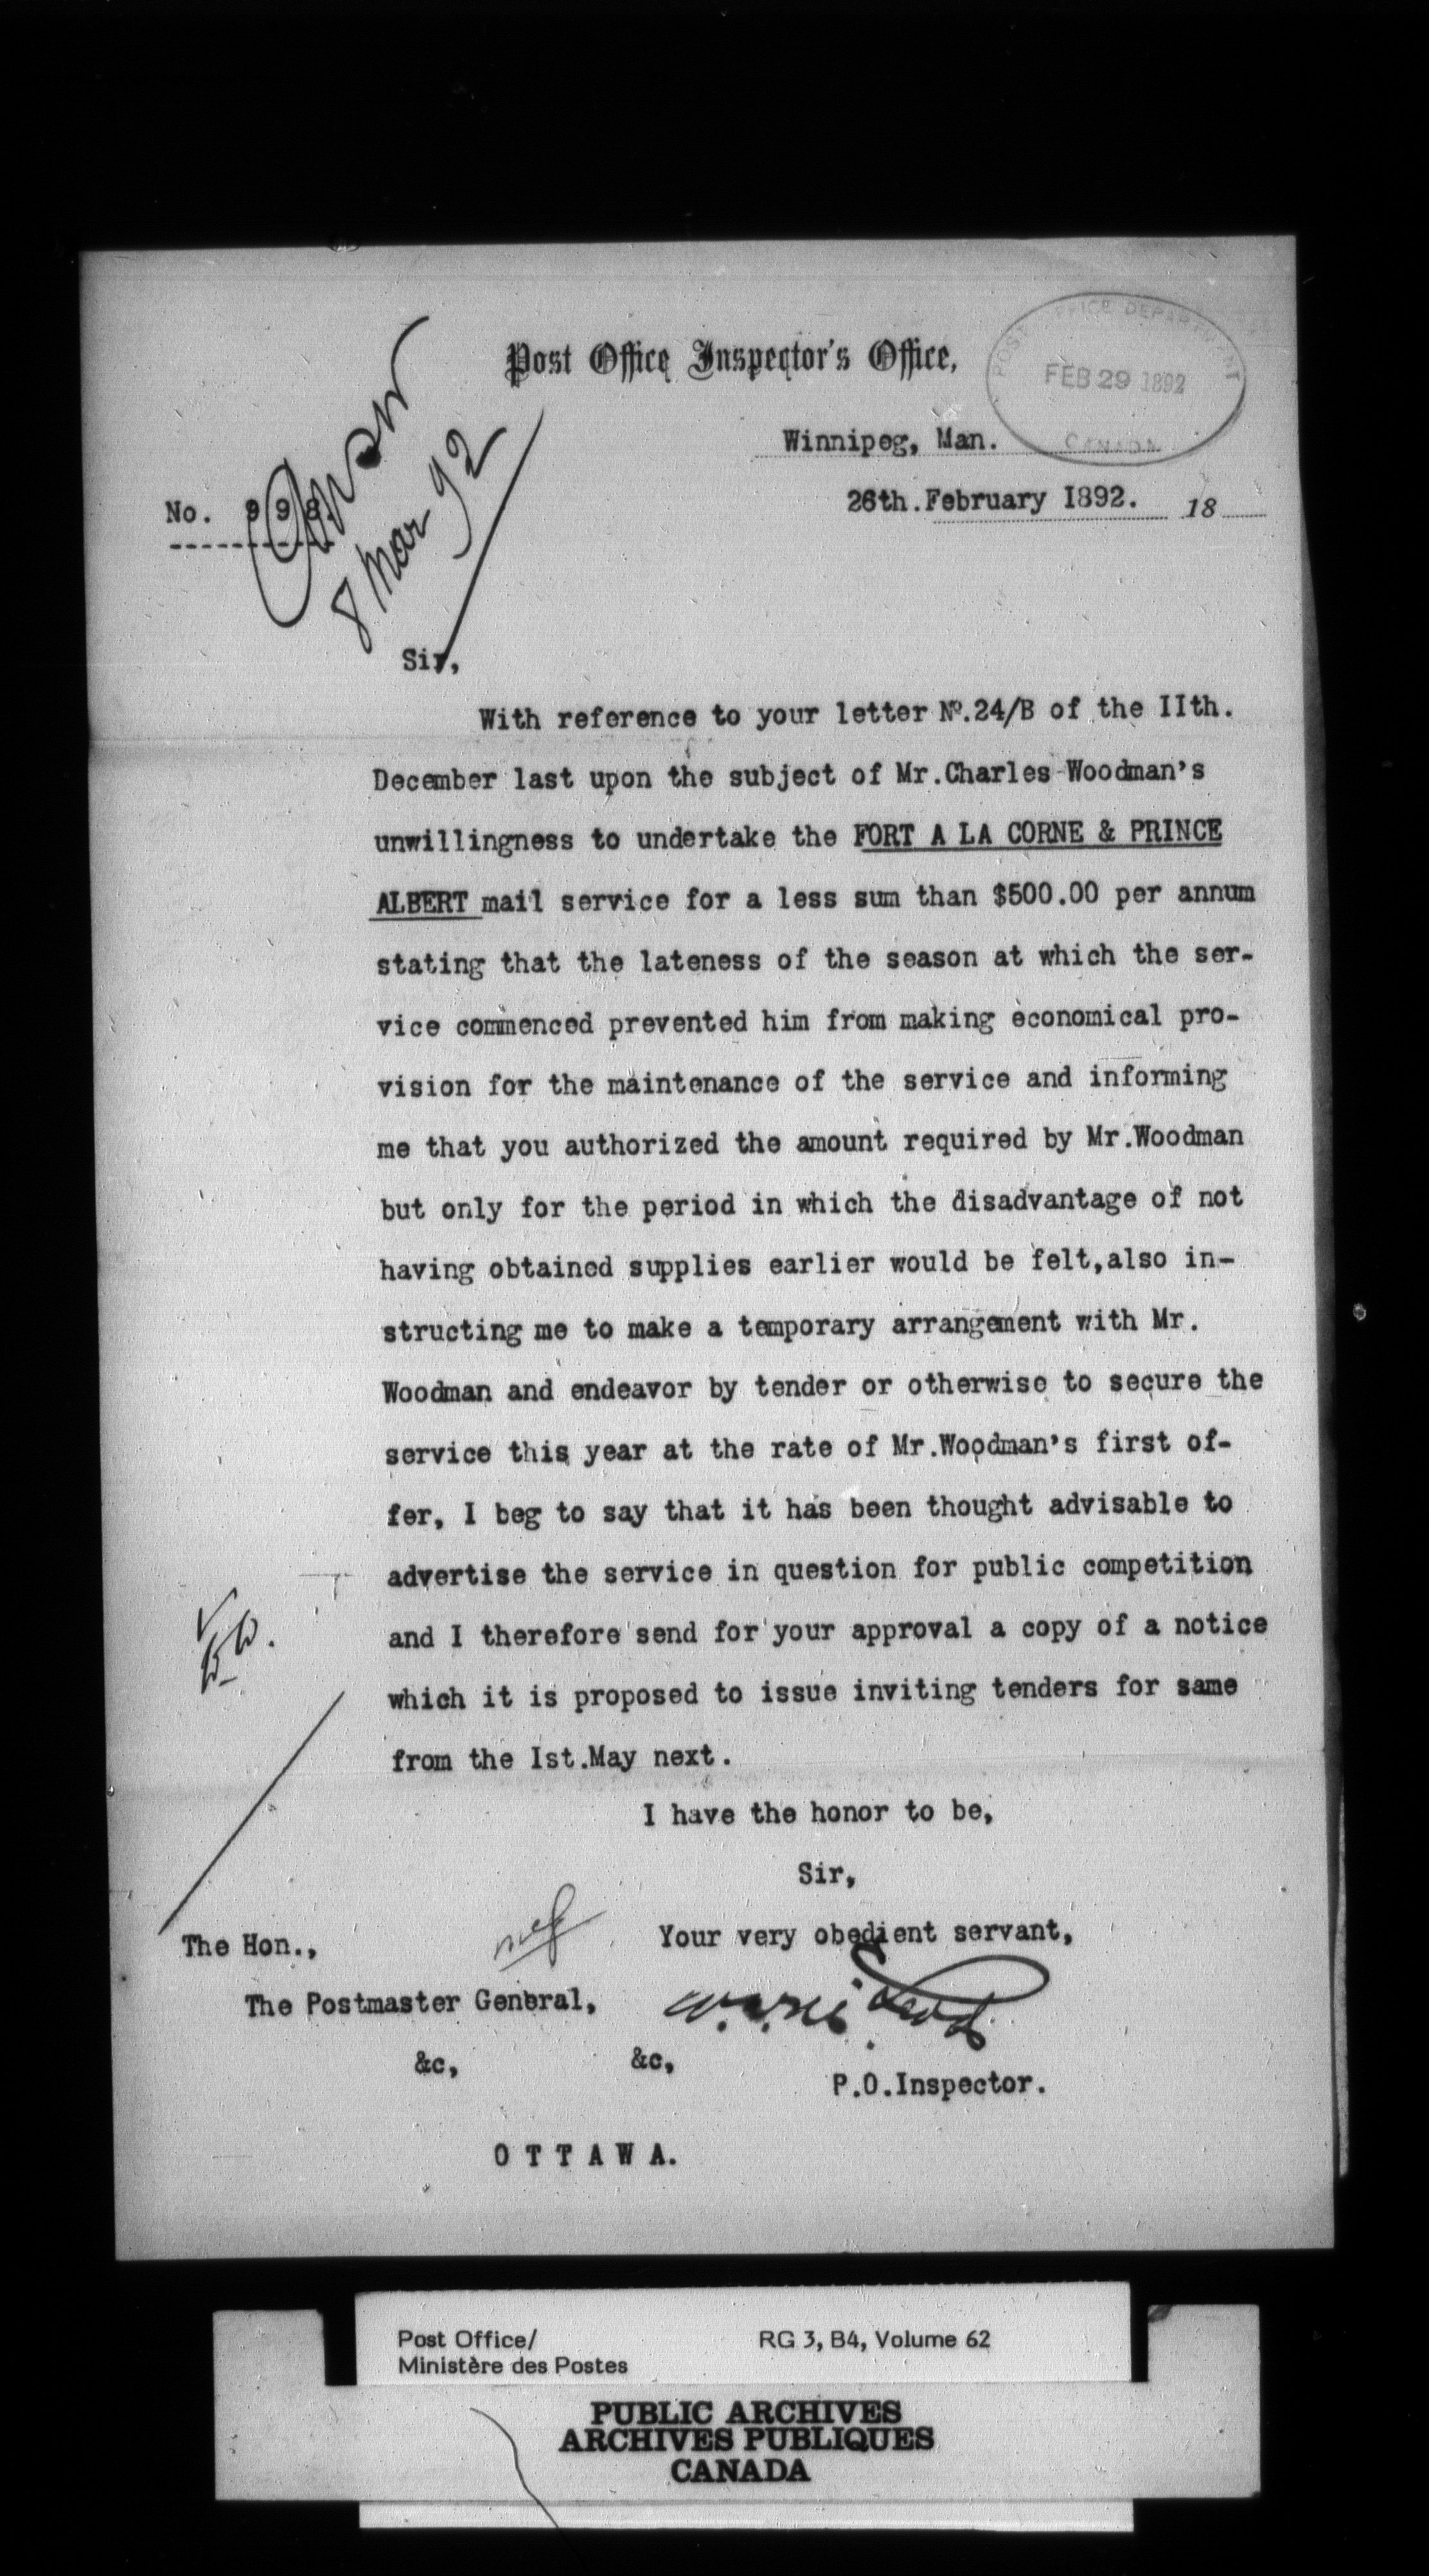 Post Office Inspector's Office,
POST OFFICE DEPARTMENT
FEB 29 1892
CANADA
Winnipeg, Man.
26th.February I892. 18
No. 998
8 Mar 92
Sir,
With reference to your letter Nº.24/B of the IIth.
December last upon the subject of Mr.Charles Woodman's
unwillingness to undertake the FORT A LA CORNE & PRINCE
ALBERT mail service for a less sum than $500.00 per annum
stating that the lateness of the season at which the ser-
vice commenced prevented him from making economical pro-
vision for the maintenance of the service and informing
me that you authorized the amount required by Mr.Woodman
but only for the period in which the disadvantage of not
having obtained supplies earlier would be felt,also in-
structing me to make a temporary arrangement with Mr.
Woodman and endeavor by tender or otherwise to secure the
service this year at the rate of Mr.Woodman's first of-
fer, I beg to say that it has been thought advisable to
advertise the service in question for public competition
and I therefore send for your approval a copy of a notice
which it is proposed to issue inviting tenders for same
from the Ist.May next.
I have the honor to be,
Sir,
Your very obedient servant,
The Hon.,
The Postmaster General,
&c, &c,
P.O.Inspector.
O T T A W A.
Post Office/
Ministère des Postes
RG 3, B4, Volume 62
PUBLIC ARCHIVES
ARCHIVES PUBLIQUES
CANADA